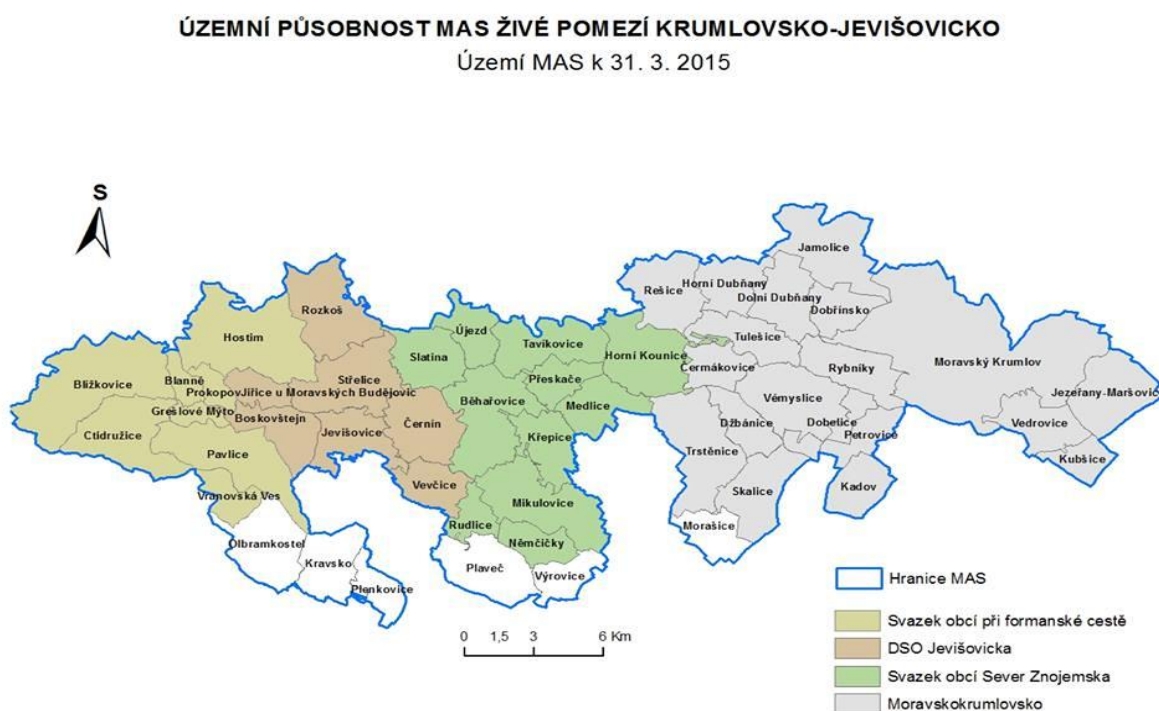 ÚZEMNÍ PŮSOBNOST MAS ŽIVÉ POMEZÍ KRUMLOVSKO-JEVIŠOVICKO
Území MAS k 31. 3. 2015
S
Jamolice
Rešice
Horní Dubňany
Dolní Dubňany
Dobřínsko
Rozkoš
Hostim
Újezd
Tavíkovice
Tulešice
Slatina
Horní Kounice
Moravský Krumlov
Čermákovice
Rybníky
Bližkovice
Blanné
Střelice
Přeskače
Prokopov
Jiřice u Moravských Budějovic
Běhařovice
Medlice
Vémyslice
Jezeřany-Maršovice
Grešlové Mýto
Boskovštejn
Ctidružice
Jevišovice
Černín
Křepice
Džbánice
Dobelice
Petrovice
Vedrovice
Pavlice
Trstěnice
Kubšice
Vevčice
Skalice
Kadov
Vranovská Ves
Mikulovice
Rudlice
Morašice
Olbramkostel
Němčičky
Kravsko
Plaveč
Výrovice
Plenkovice
0 1,5 3 6 Km
Hranice MAS
Svazek obcí při formanské cestě
DSO Jevišovicka
Svazek obcí Sever Znojemska
Moravskokrumlovsko